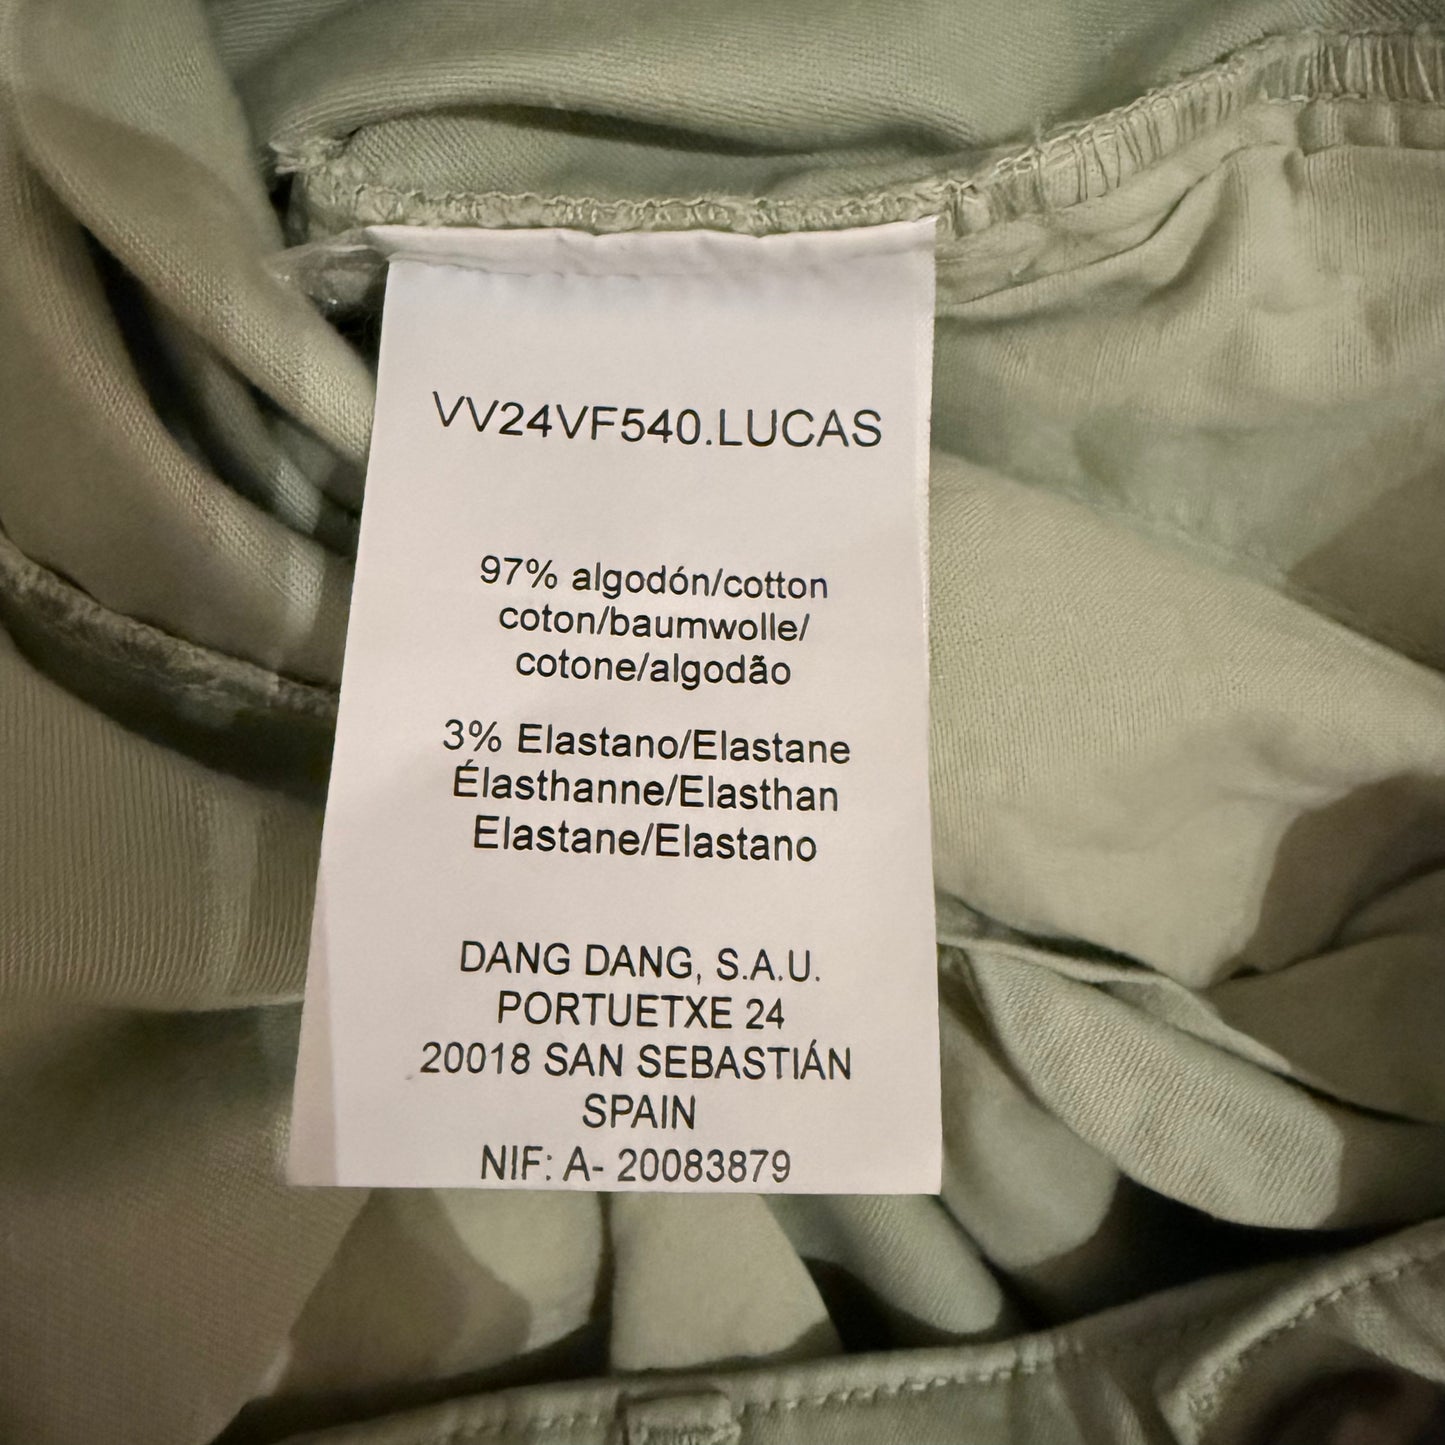 VV24VF540.LUCAS
97% algodón/cotton
coton/baumwolle/
cotone/algodão
3% Elastano/Elastane
Élasthanne/Elasthan
Elastane/Elastano
DANG DANG, S.A.U.
PORTUETXE 24
20018 SAN SEBASTIÁN
SPAIN
NIF: A- 20083879